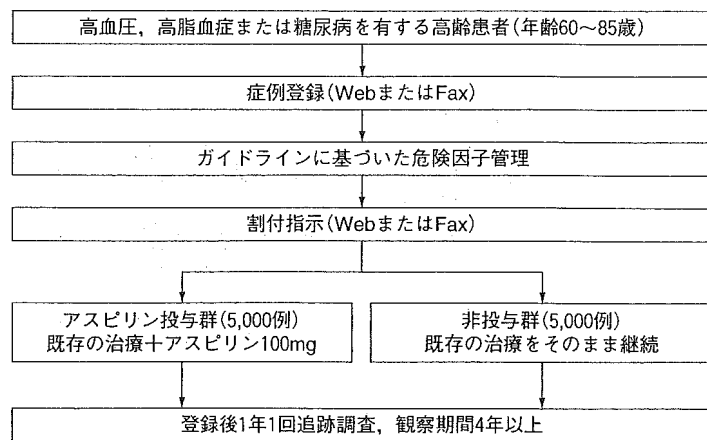 高血圧，高脂血症または糖尿病を有する高齢患者(年齢60～85歳)
症例登録(WebまたはFax)
ガイドラインに基づいた危険因子管理
割付指示(WebまたはFax)
アスピリン投与群(5,000例)
既存の治療＋アスピリン100mg
非投与群(5,000例)
既存の治療をそのまま継続
登録後1年1回追跡調査，観察期間4年以上